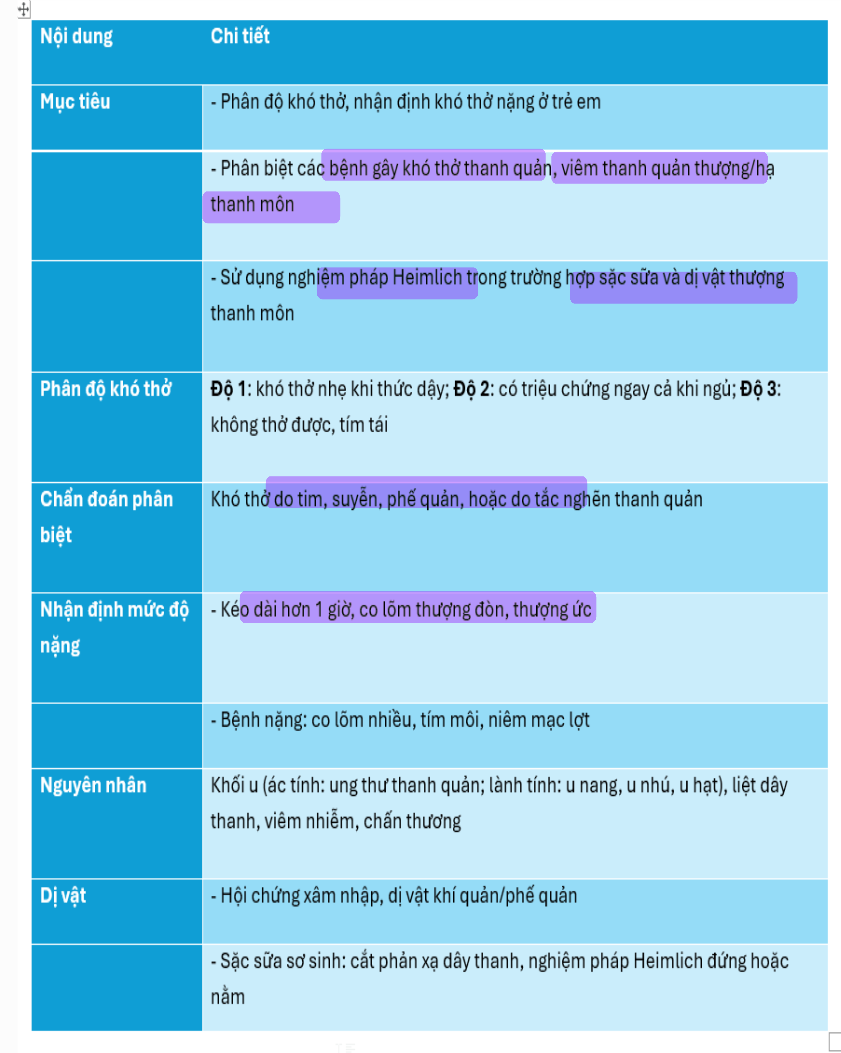 Nội dung Chi tiết
Mục tiêu - Phân độ khó thở, nhận định khó thở nặng ở trẻ em
- Phân biệt các bệnh gây khó thở thanh quản, viêm thanh quản thượng/hạ
thanh môn
- Sử dụng nghiệm pháp Heimlich trong trường hợp sặc sữa và dị vật thượng
thanh môn
Phân độ khó thở Độ 1: khó thở nhẹ khi thức dậy; Độ 2: có triệu chứng ngay cả khi ngủ; Độ 3:
không thở được, tím tái
Chẩn đoán phân Khó thở do tim, suyễn, phế quản, hoặc do tắc nghẽn thanh quản
biệt
Nhận định mức độ - Kéo dài hơn 1 giờ, co lõm thượng đòn, thượng ức
nặng
- Bệnh nặng: co lõm nhiều, tím môi, niêm mạc lợt
Nguyên nhân Khối u (ác tính: ung thư thanh quản; lành tính: u nang, u nhú, u hạt), liệt dây
thanh, viêm nhiễm, chấn thương
Dị vật - Hội chứng xâm nhập, dị vật khí quản/phế quản
- Sặc sữa sơ sinh: cắt phản xạ dây thanh, nghiệm pháp Heimlich đứng hoặc
nằm